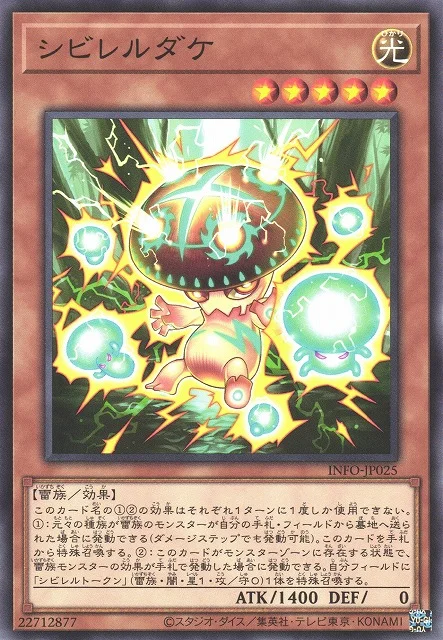 シビレルダケ
光
INFO-JP025
【雷族／効果】
このカード名の①②の効果はそれぞれ1ターンに1度しか使用できない。
①：元々の種族が雷族のモンスターが自分の手札・フィールドから墓地へ送ら
れた場合に発動できる(ダメージステップでも発動可能)。このカードを手札
から特殊召喚する。②：このカードがモンスターゾーンに存在する状態で、
雷族モンスターの効果が手札で発動した場合に発動できる。自分フィールドに
「シビレルトークン」(雷族・闇・星1・攻／守0)1体を特殊召喚する。
ATK/1400 DEF/ 0
22712877
©スタジオ・ダイス／集英社・テレビ東京・KONAMI